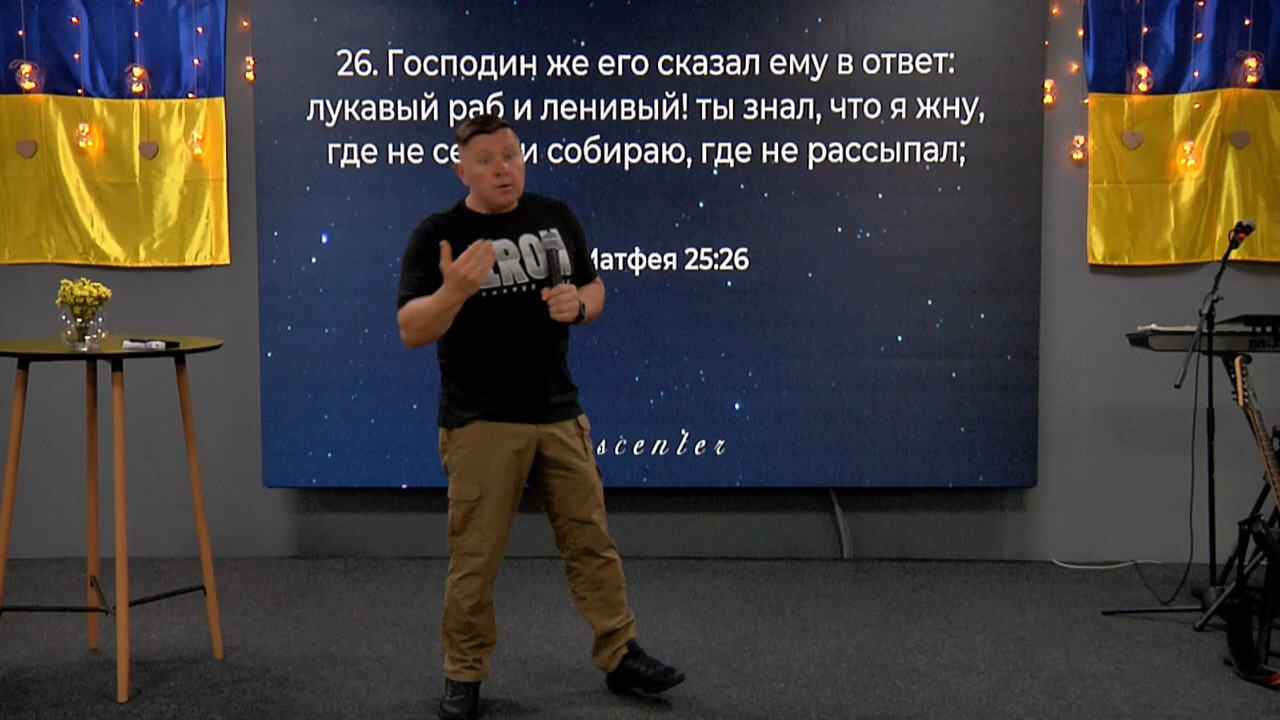 26. Господин же его сказал ему в ответ:
лукавый раб и ленивый! ты знал, что я жну,
где не и собираю, где не рассыпал;
Матфея 25:26